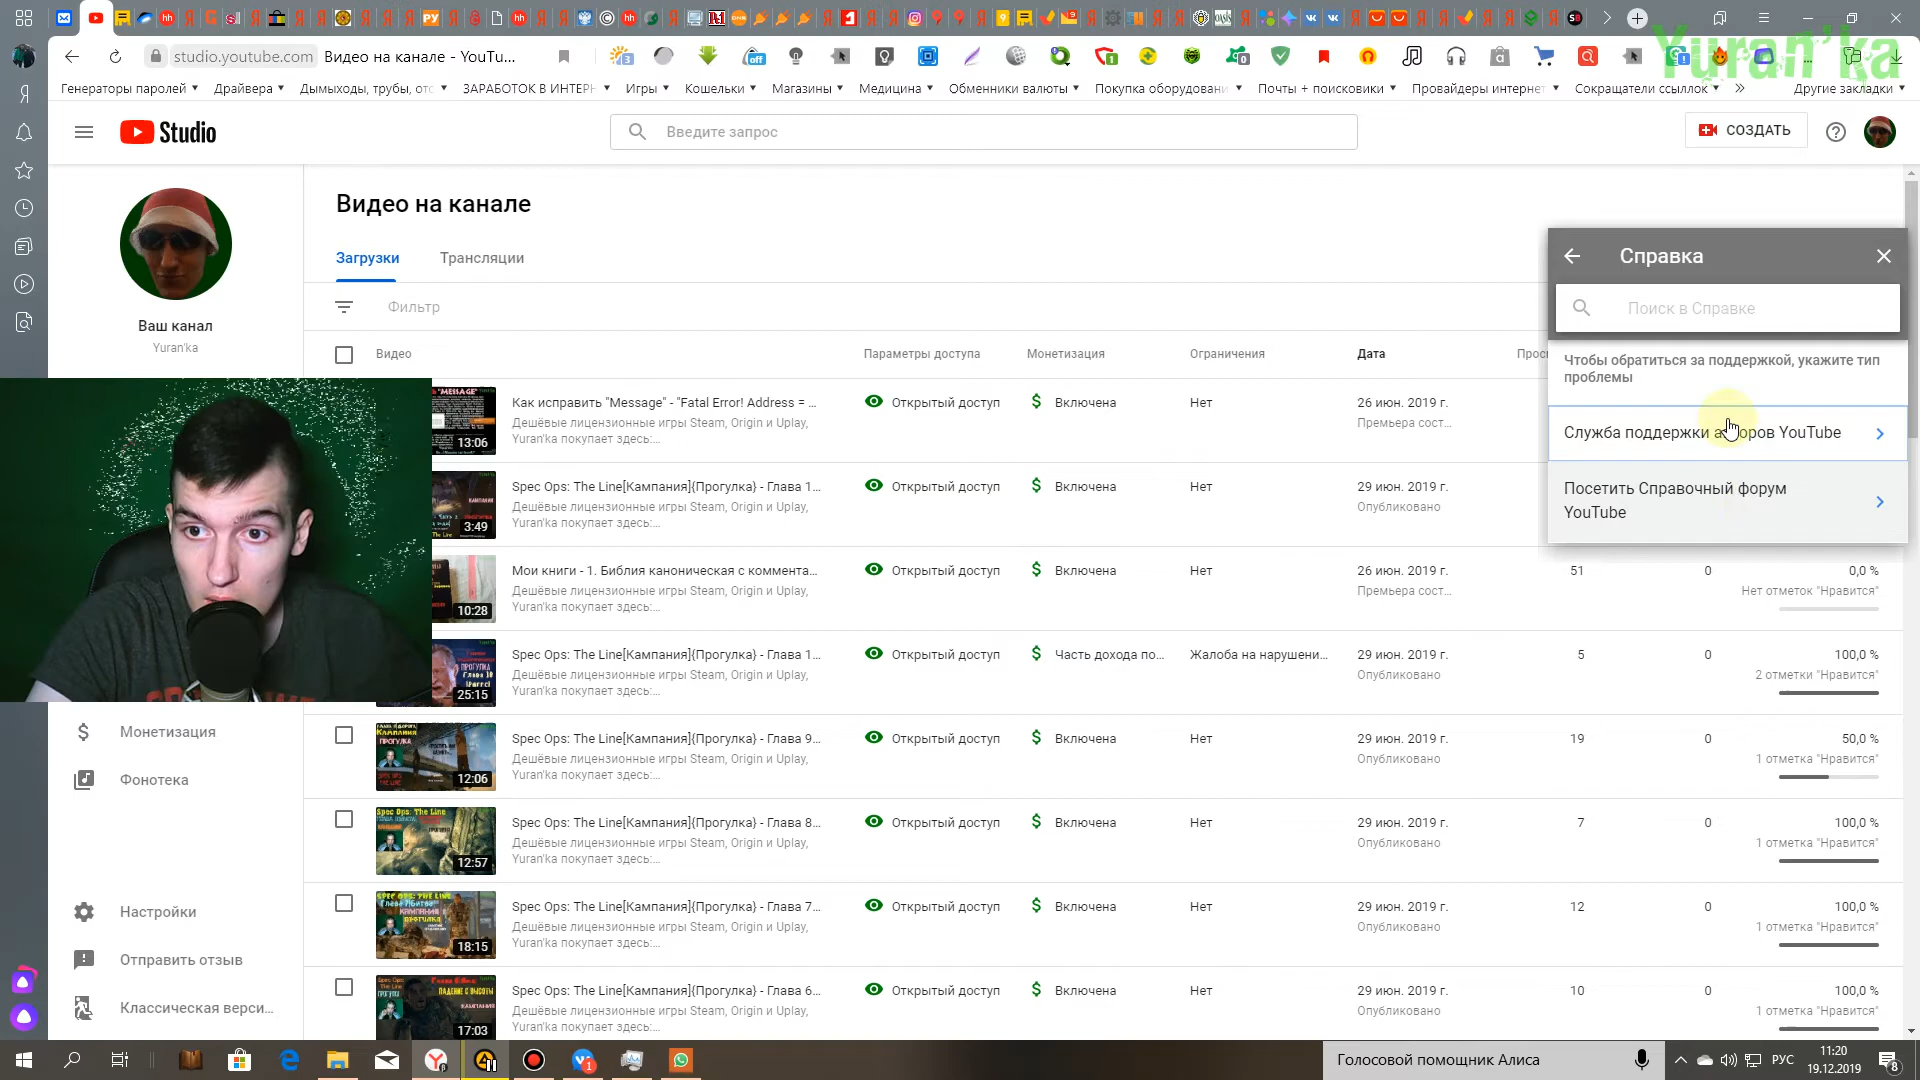 Yuran'ka
studio.youtube.com Видео на канале - YouTu...
Генераторы паролей Драйвера Дымыходы, трубы, отс ЗАРАБОТОК В ИНТЕРН Игры Кошельки Магазины Медицина Обменники валюты Покупка оборудовани Почты + поисковики Провайдеры интернет Сокращатели ссылок » Другие закладки
Studio
Введите запрос
СОЗДАТЬ
Ваш канал
Yuran'ka
Монетизация
Фонотека
Настройки
Отправить отзыв
Классическая верси...
Видео на канале
Загрузки Трансляции
Фильтр
Видео Параметры доступа Монетизация Ограничения Дата
Как исправить "Message" - "Fatal Error! Address = ... Открытый доступ Включена Нет 26 июн. 2019 г.
Дешёвые лицензионные игры Steam, Origin и Uplay, Премьера сост...
Yuran'ka покупает здесь:...
13:06
Spec Ops: The Line[Кампания]{Прогулка} - Глава 1... Открытый доступ Включена Нет 29 июн. 2019 г.
Дешёвые лицензионные игры Steam, Origin и Uplay, Опубликовано
Yuran'ka покупает здесь:...
3:49
Мои книги - 1. Библия каноническая с коммента... Открытый доступ Включена Нет 26 июн. 2019 г. 51 0 0,0 %
Дешёвые лицензионные игры Steam, Origin и Uplay, Премьера сост... Нет отметок "Нравится"
Yuran'ka покупает здесь:...
10:28
Spec Ops: The Line[Кампания]{Прогулка} - Глава 1... Открытый доступ Часть дохода по... Жалоба на нарушени... 29 июн. 2019 г. 5 0 100,0 %
Дешёвые лицензионные игры Steam, Origin и Uplay, Опубликовано 2 отметки "Нравится"
Yuran'ka покупает здесь:...
25:15
Spec Ops: The Line[Кампания]{Прогулка} - Глава 9... Открытый доступ Включена Нет 29 июн. 2019 г. 19 0 50,0 %
Дешёвые лицензионные игры Steam, Origin и Uplay, Опубликовано 1 отметка "Нравится"
Yuran'ka покупает здесь:...
12:06
Spec Ops: The Line[Кампания]{Прогулка} - Глава 8... Открытый доступ Включена Нет 29 июн. 2019 г. 7 0 100,0 %
Дешёвые лицензионные игры Steam, Origin и Uplay, Опубликовано 1 отметка "Нравится"
Yuran'ka покупает здесь:...
12:57
Spec Ops: The Line[Кампания]{Прогулка} - Глава 7... Открытый доступ Включена Нет 29 июн. 2019 г. 12 0 100,0 %
Дешёвые лицензионные игры Steam, Origin и Uplay, Опубликовано 1 отметка "Нравится"
Yuran'ka покупает здесь:...
18:15
Spec Ops: The Line[Кампания]{Прогулка} - Глава 6... Открытый доступ Включена Нет 29 июн. 2019 г. 10 0 100,0 %
Дешёвые лицензионные игры Steam, Origin и Uplay, Опубликовано 1 отметка "Нравится"
Yuran'ka покупает здесь:...
17:03
Справка
Поиск в Справке
Чтобы обратиться за поддержкой, укажите тип
проблемы
Служба поддержки YouTube
Посетить Справочный форум
YouTube
Голосовой помощник Алиса
РУС
11:20
19.12.2019
8